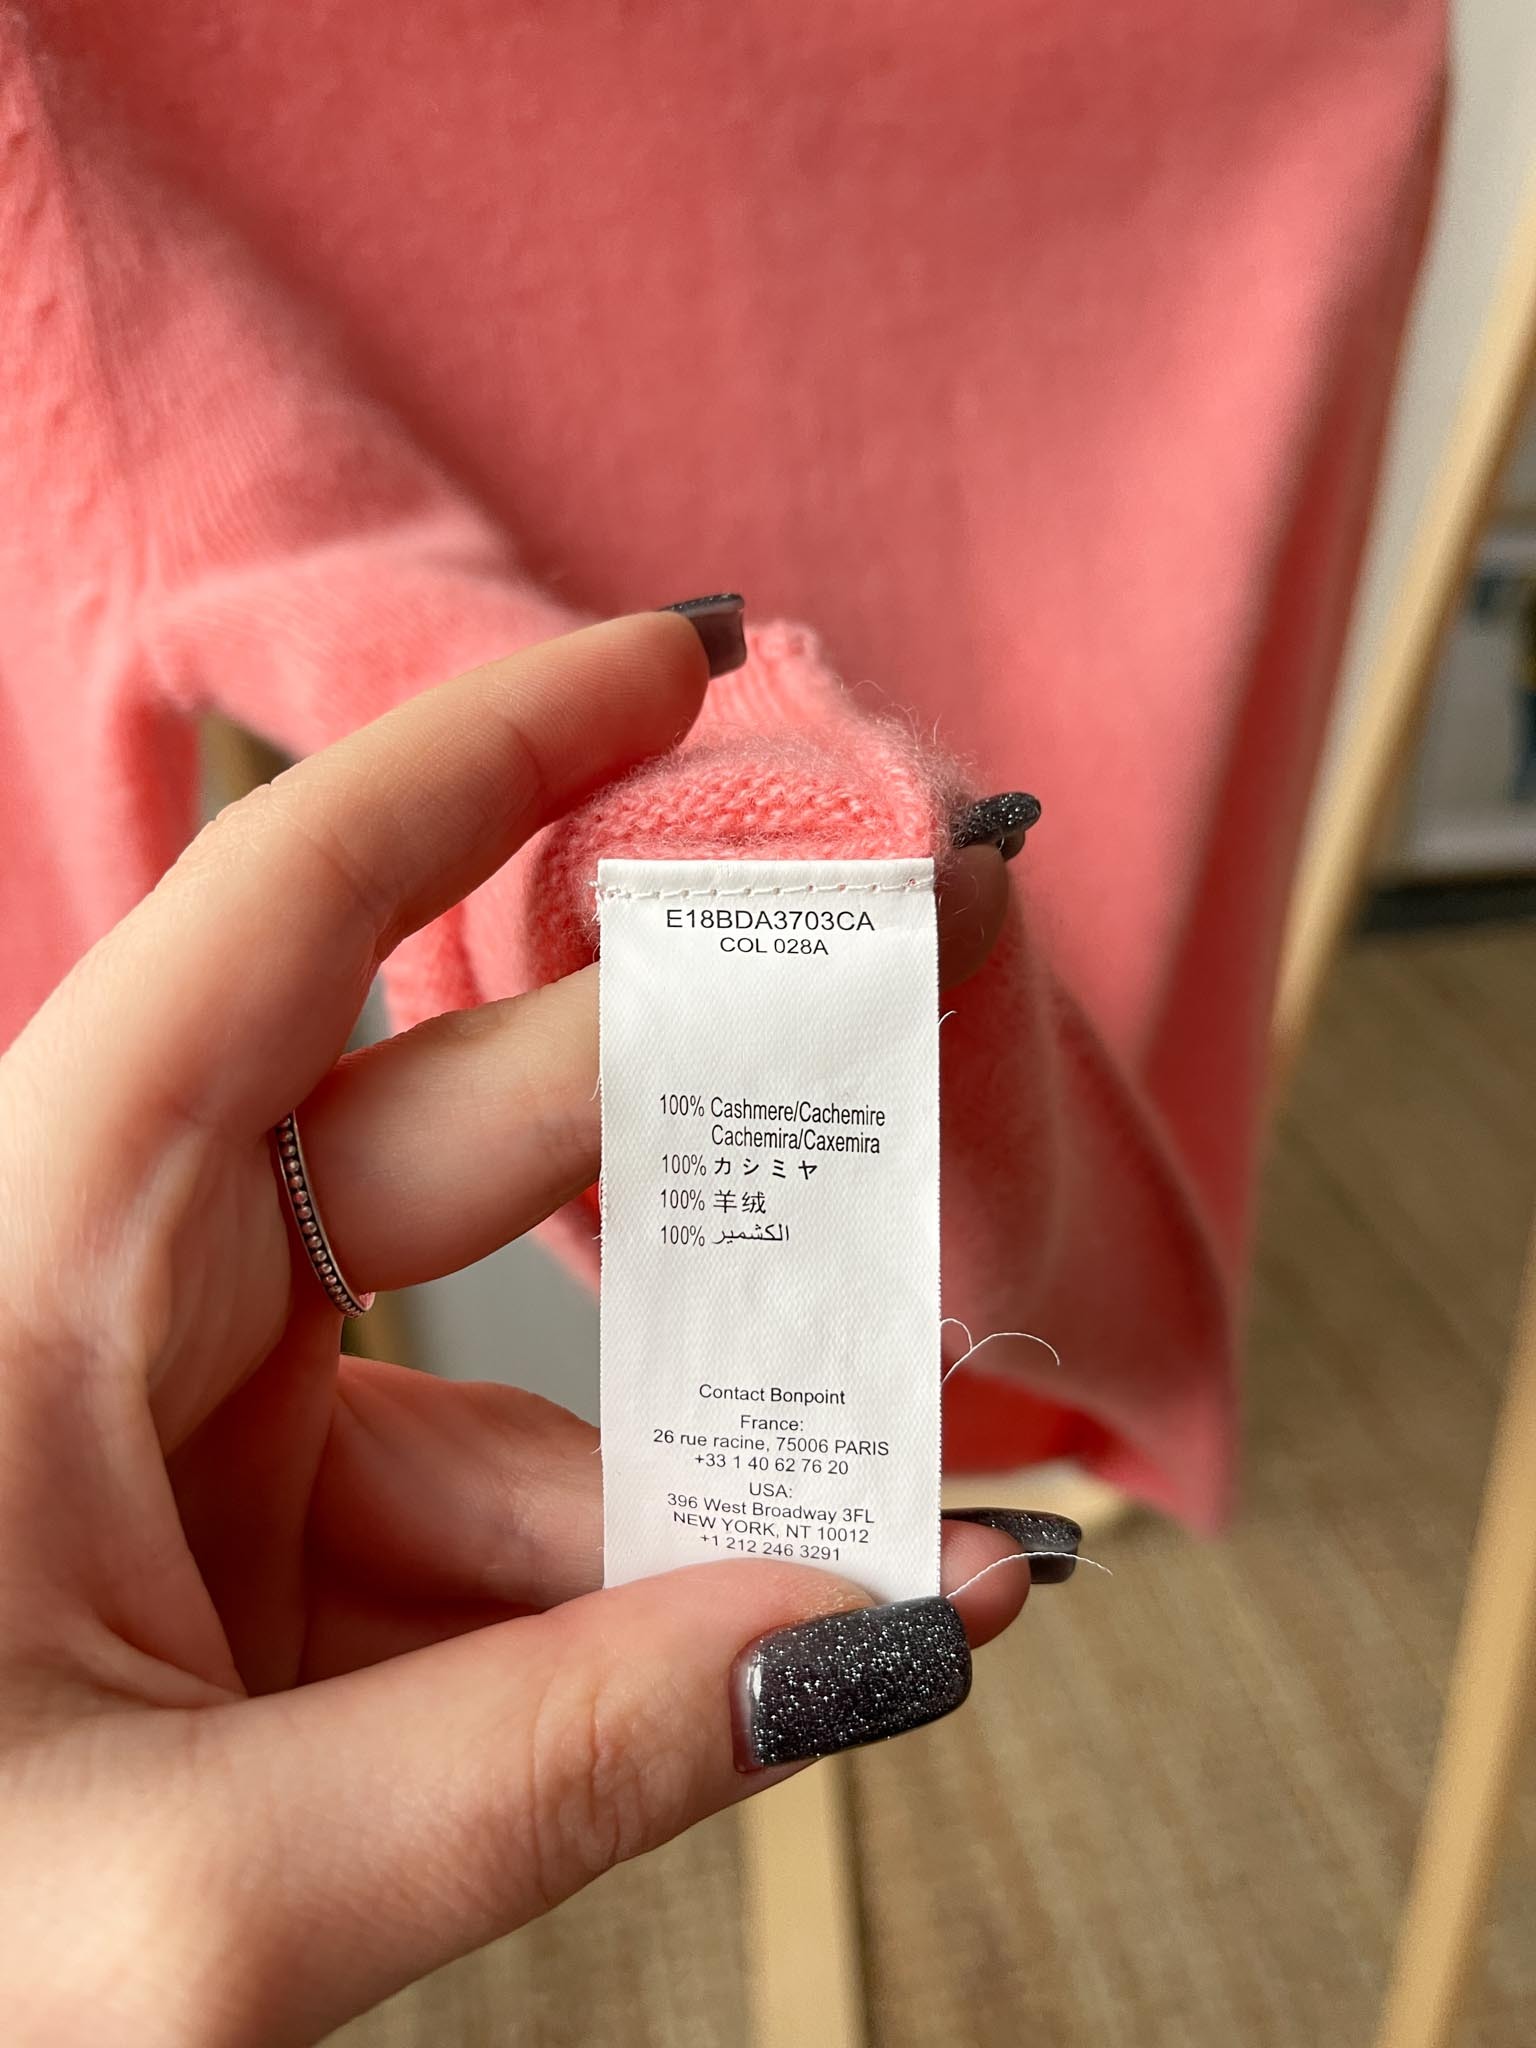 E18BDA3703CA
COL 028A
100% Cashmere/Cachemire
Cachemira/Caxemira
100% カシミヤ
100% 羊绒
100% الكشمير
Contact Bonpoint
France:
26 rue racine, 75006 PARIS
+33 1 40 62 76 20
USA:
396 West Broadway 3FL
NEW YORK, NT 10012
+1 212 246 3291